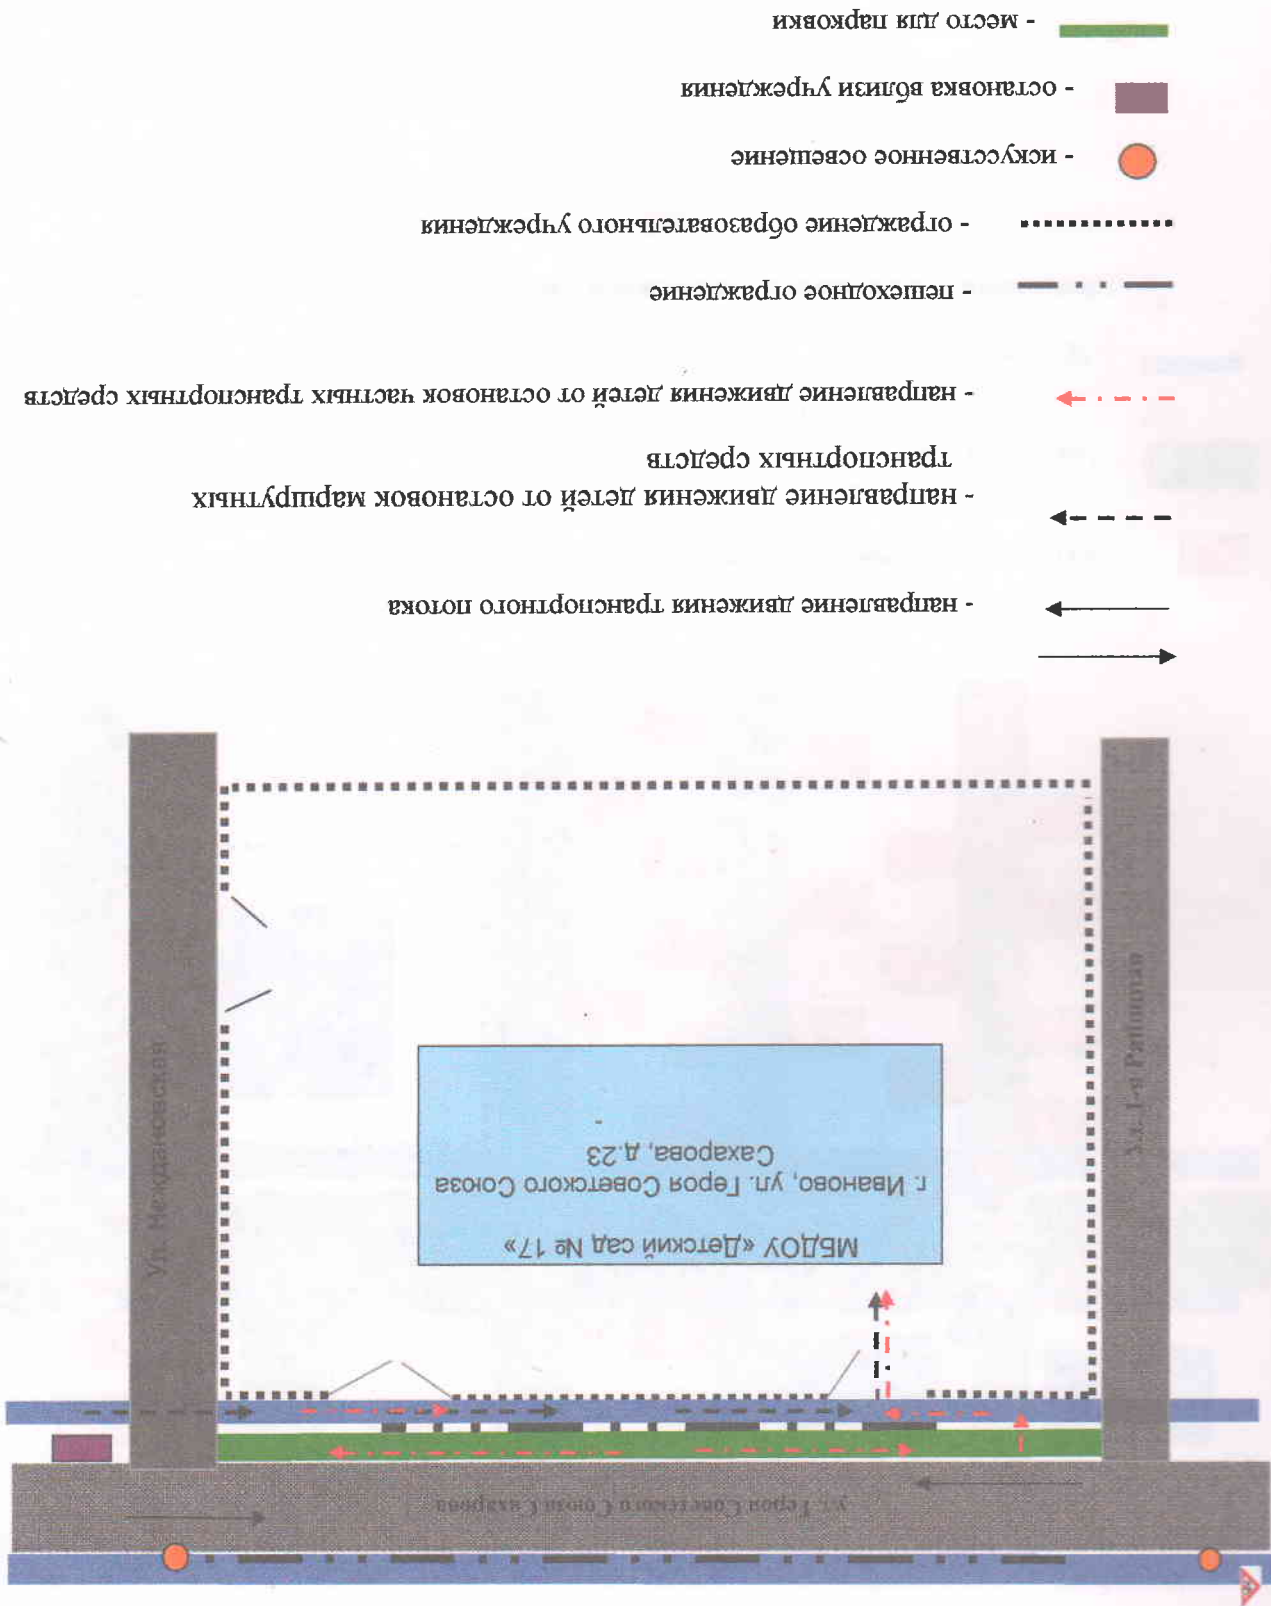 ул. Героя Советского Союза Сахарова
МБДОУ «Детский сад № 17»
г. Иваново, ул. Героя Советского Союза
Сахарова, д.23
Ул. 1-я Рябинная
Ул. Неждановская
- направление движения транспортного потока
- направление движения детей от остановок маршрутных
транспортных средств
- направление движения детей от остановок частных транспортных средств
- пешеходное ограждение
- ограждение образовательного учреждения
- искусственное освещение
- остановка вблизи учреждения
- место для парковки